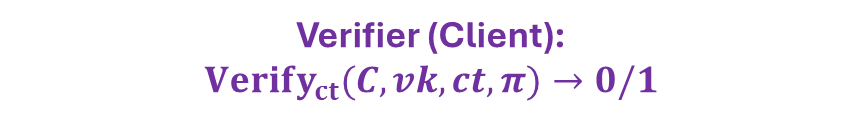 Verifier (Client):
Verify_ct(C, vk, ct, π) → 0/1